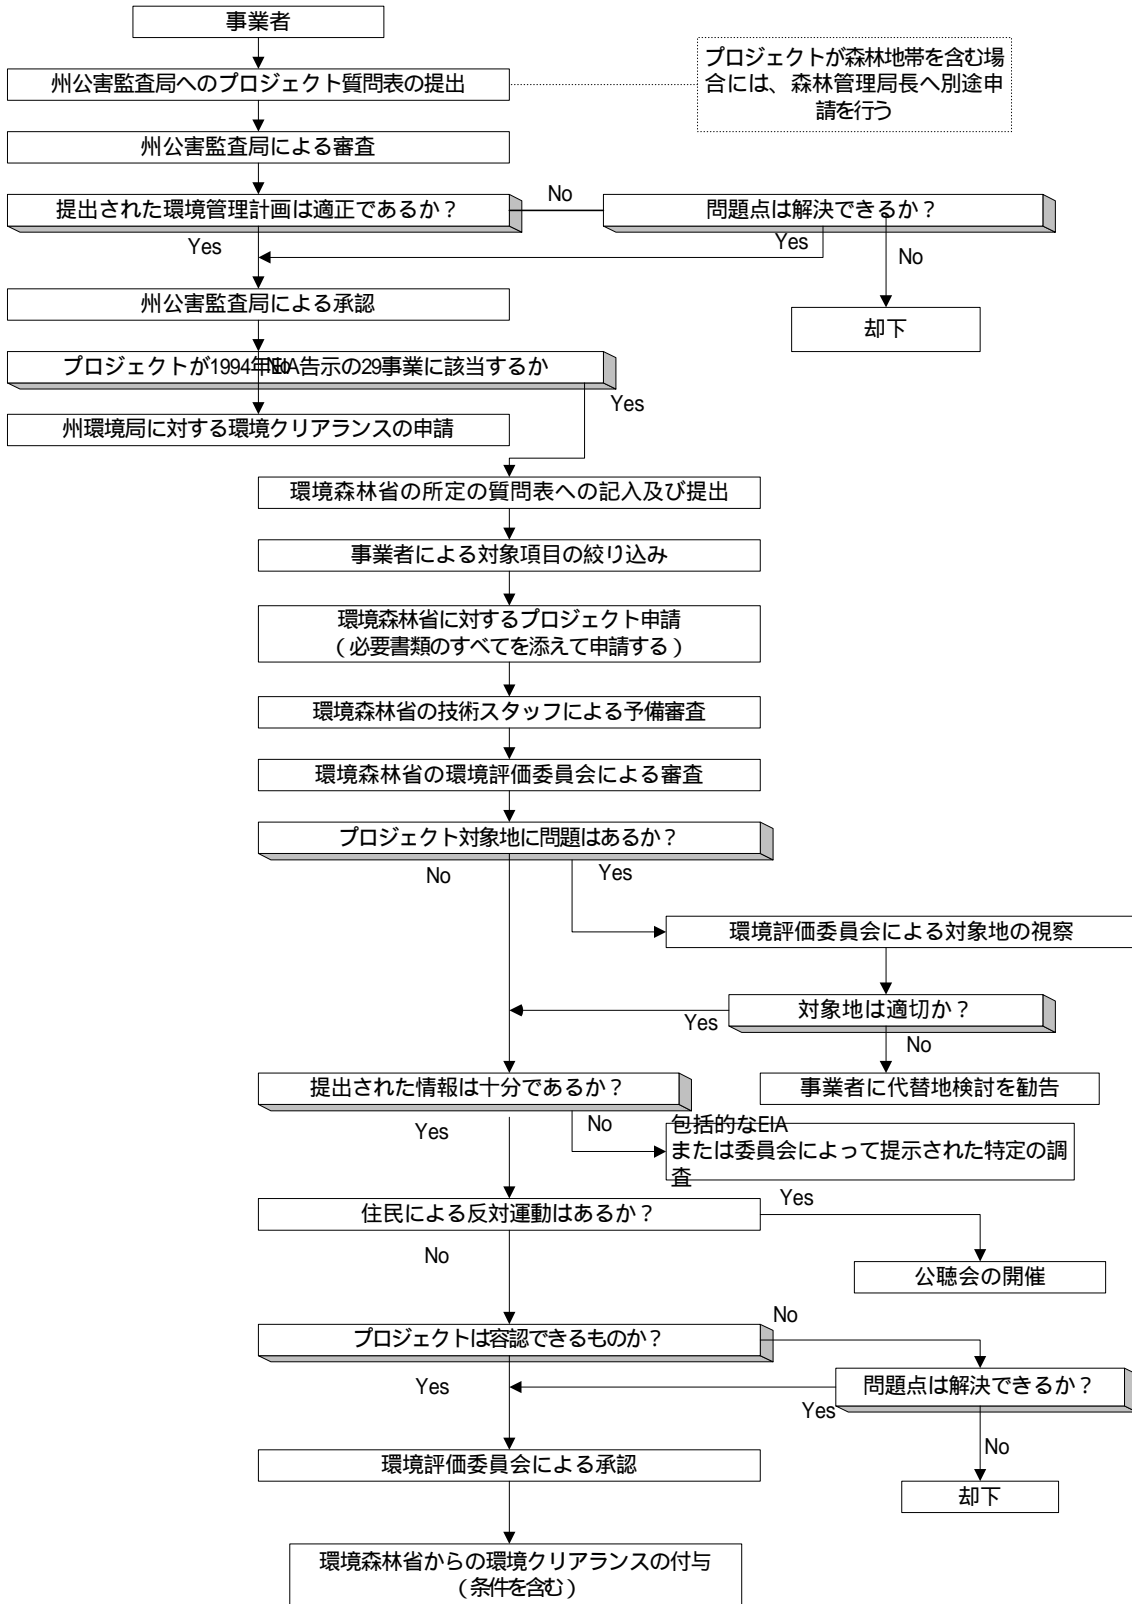 事業者
州公害監査局へのプロジェクト質問表の提出
プロジェクトが森林地帯を含む場
合には、森林管理局長へ別途申
請を行う
州公害監査局による審査
提出された環境管理計画は適正であるか？
No
問題点は解決できるか？
Yes
Yes
No
州公害監査局による承認
却下
プロジェクトが1994年EIA告示の29事業に該当するか
No
Yes
州環境局に対する環境クリアランスの申請
環境森林省の所定の質問表への記入及び提出
事業者による対象項目の絞り込み
環境森林省に対するプロジェクト申請
（必要書類のすべてを添えて申請する）
環境森林省の技術スタッフによる予備審査
環境森林省の環境評価委員会による審査
プロジェクト対象地に問題はあるか？
No
Yes
環境評価委員会による対象地の視察
対象地は適切か？
Yes
No
提出された情報は十分であるか？
事業者に代替地検討を勧告
Yes
No
包括的なEIA
または委員会によって提示された特定の調
査
住民による反対運動はあるか？
Yes
No
公聴会の開催
プロジェクトは容認できるものか？
No
Yes
問題点は解決できるか？
Yes
No
環境評価委員会による承認
却下
環境森林省からの環境クリアランスの付与
（条件を含む）